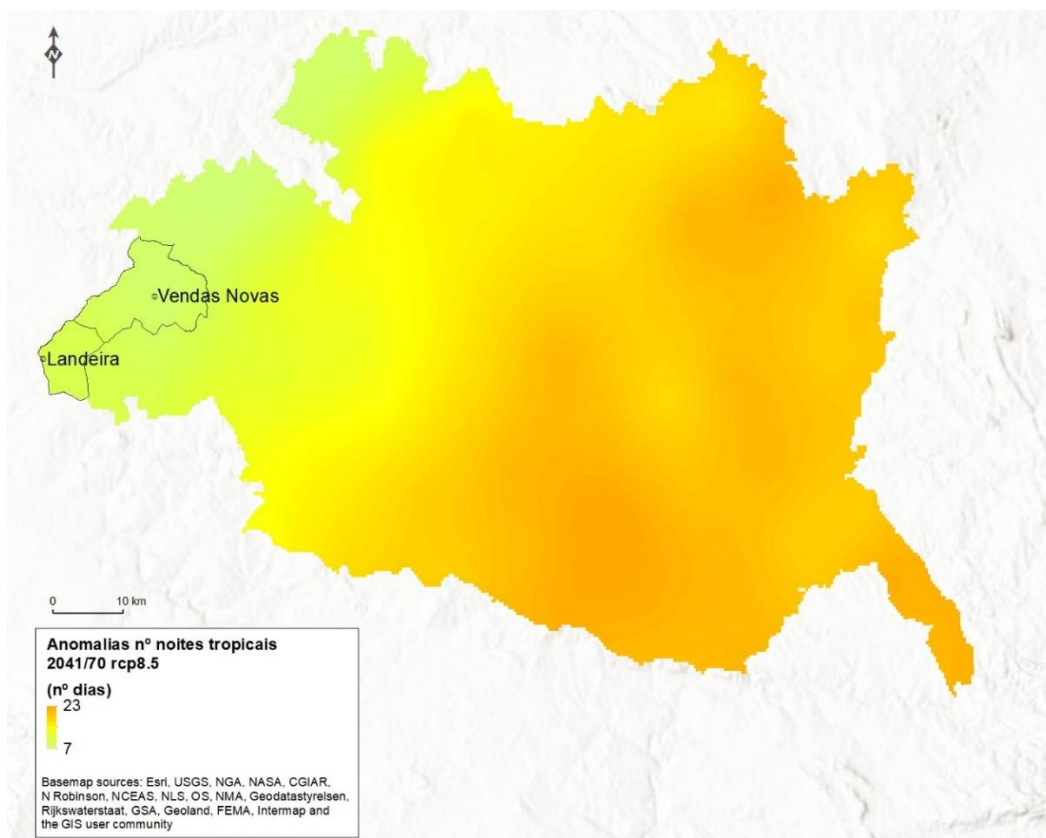 N
Vendas Novas
Landeira
0 10 km
Anomalias nº noites tropicais
2041/70 rcp8.5
(nº dias)
23
7
Basemap sources: Esri, USGS, NGA, NASA, CGIAR,
N Robinson, NCEAS, NLS, OS, NMA, Geodatastyrelsen,
Rijkswaterstaat, GSA, Geoland, FEMA, Intermap and
the GIS user community